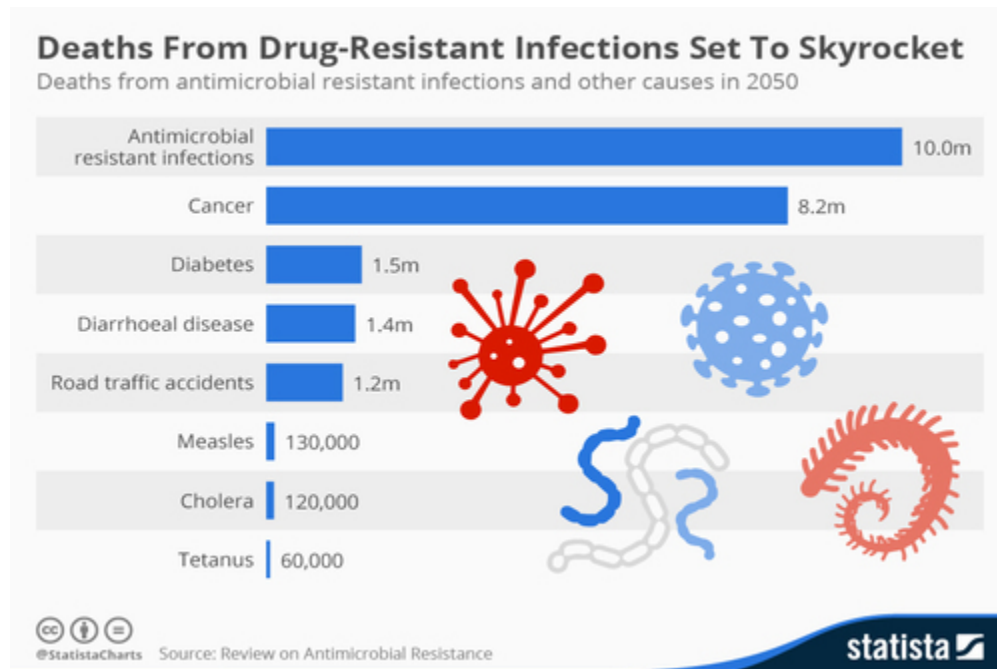 Deaths From Drug-Resistant Infections Set To Skyrocket
Deaths from antimicrobial resistant infections and other causes in 2050
Antimicrobial
resistant infections
10.0m
Cancer
8.2m
Diabetes
1.5m
Diarrhoeal disease
1.4m
Road traffic accidents
1.2m
Measles
130,000
Cholera
120,000
Tetanus
60,000
cc
@StatistaCharts Source: Review on Antimicrobial Resistance
statista